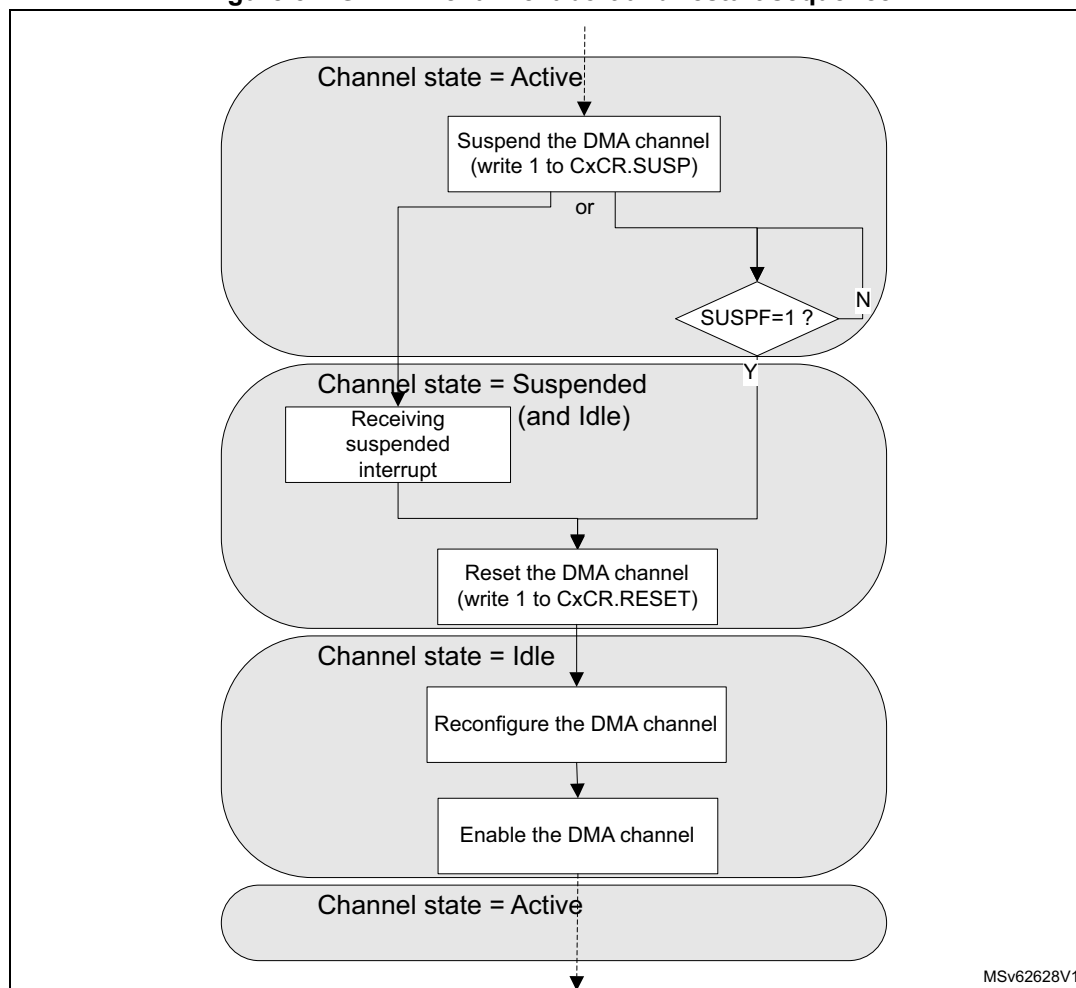 Channel state = Active
Suspend the DMA channel
(write 1 to CxCR.SUSP)
or
N
SUSPF=1 ?
Y
Channel state = Suspended
(and Idle)
Receiving
suspended
interrupt
Reset the DMA channel
(write 1 to CxCR.RESET)
Channel state = Idle
Reconfigure the DMA channel
Enable the DMA channel
Channel state = Active
MSv62628V1